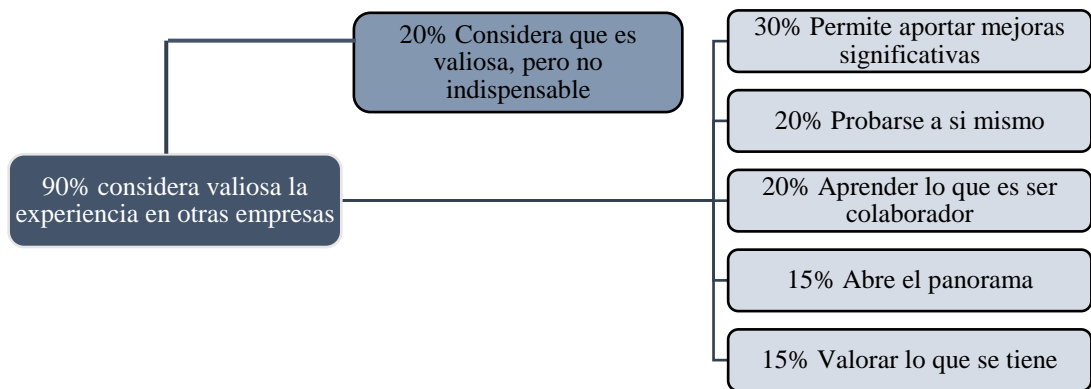 20% Considera que es
valiosa, pero no
indispensable
90% considera valiosa la
experiencia en otras empresas
30% Permite aportar mejoras
significativas
20% Probarse a si mismo
20% Aprender lo que es ser
colaborador
15% Abre el panorama
15% Valorar lo que se tiene